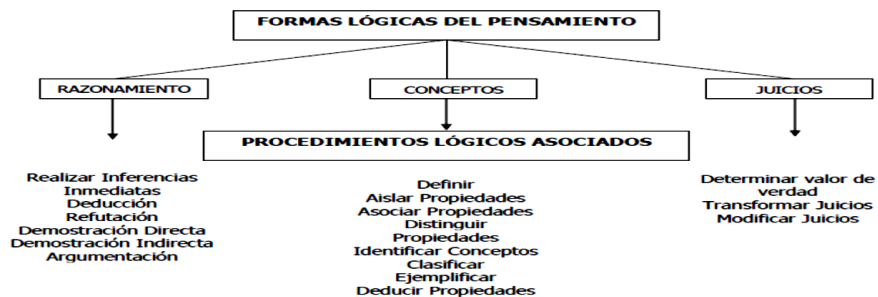 FORMAS LÓGICAS DEL PENSAMIENTO
RAZONAMIENTO
CONCEPTOS
JUICIOS
PROCEDIMIENTOS LÓGICOS ASOCIADOS
Realizar Inferencias
Inmediatas
Deducción
Refutación
Demostración Directa
Demostración Indirecta
Argumentación
Definir
Aislar Propiedades
Asociar Propiedades
Distinguir
Propiedades
Identificar Conceptos
Clasificar
Ejemplificar
Deducir Propiedades
Determinar valor de
verdad
Transformar Juicios
Modificar Juicios